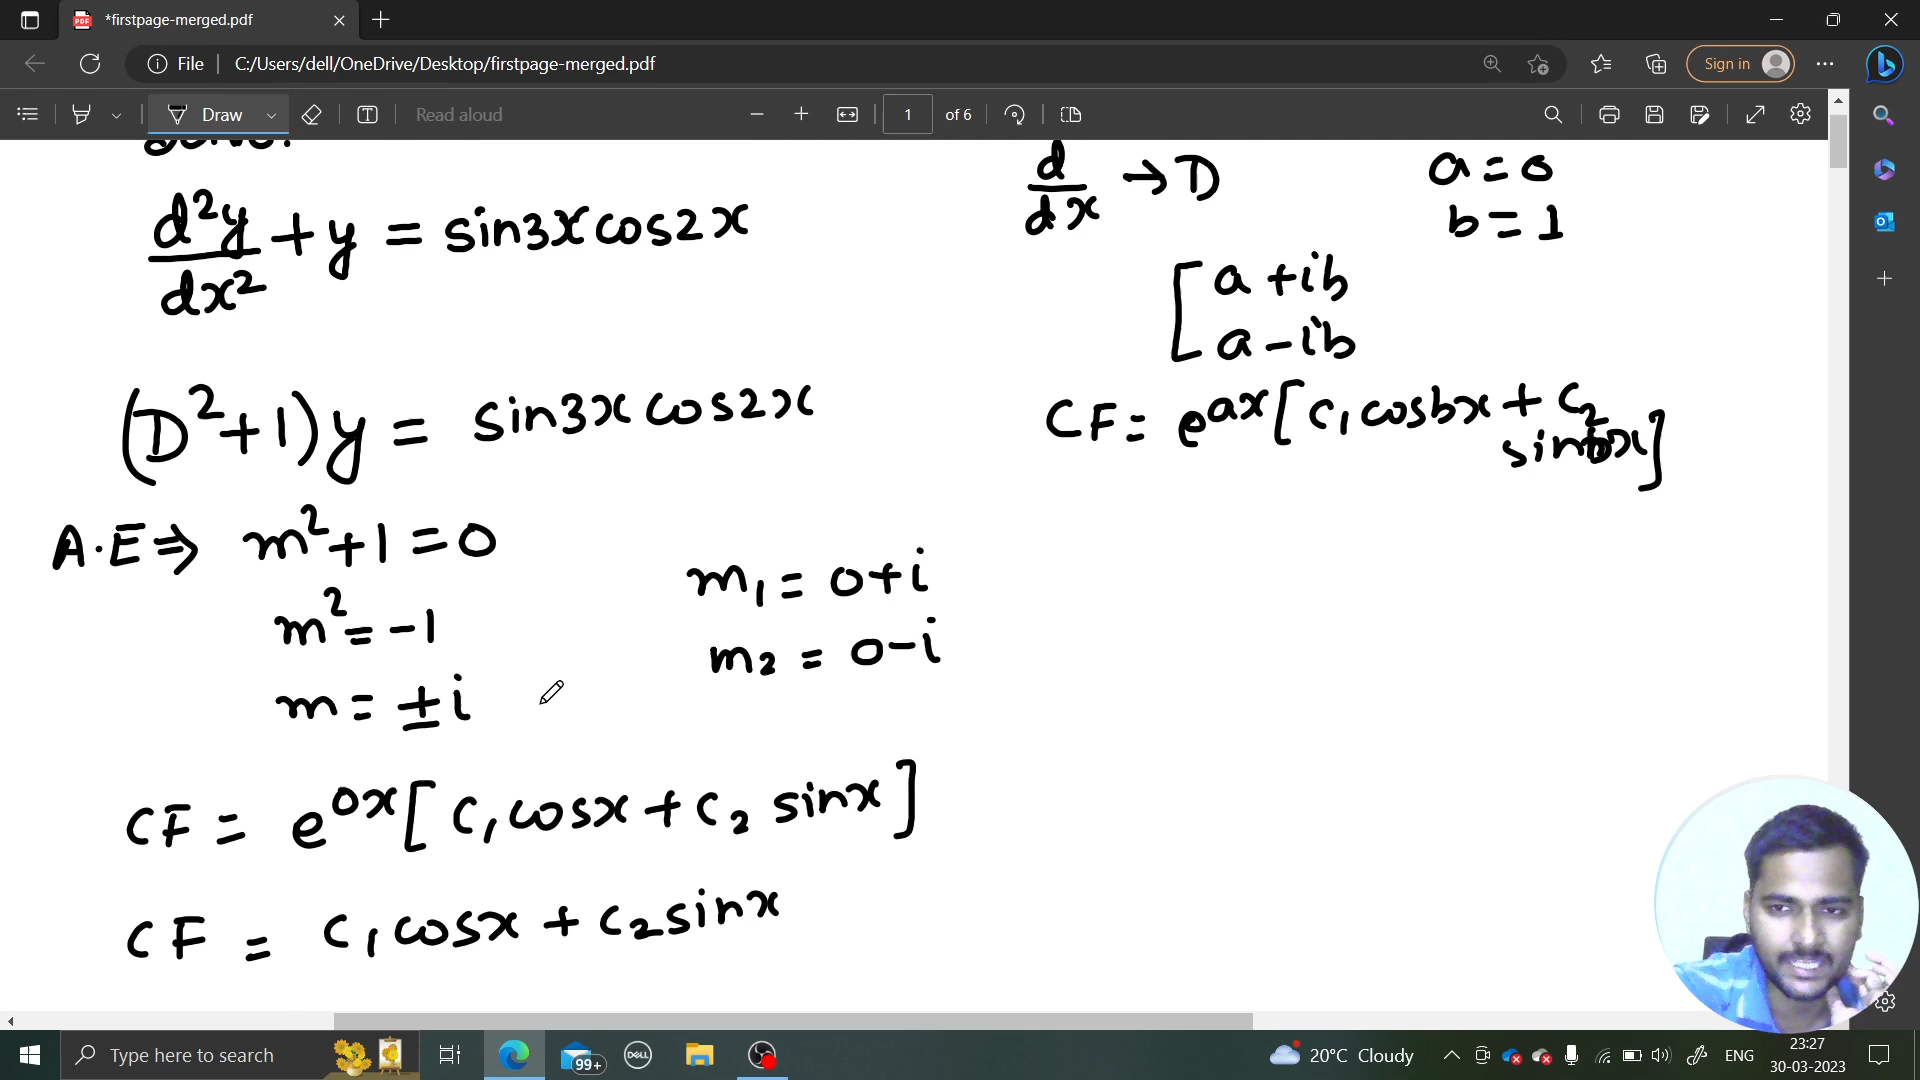 *firstpage-merged.pdf
File C:/Users/dell/OneDrive/Desktop/firstpage-merged.pdf
Sign in
Draw
Read aloud
1 of 6
d²y/dx² + y = sin3x cos2x
d/dx → D
a = 0
b = 1
[ a + ib
a - ib
(D²+1)y = sin3x cos2x
CF = e^ax [c₁ cosbx + c₂ sinbx]
A.E ⇒ m² + 1 = 0
m² = -1
m = ± i
m₁ = 0+i
m₂ = 0-i
CF = e^0x [c₁ cosx + c₂ sinx]
CF = c₁ cosx + c₂ sinx
Type here to search
99+
DELL
20°C Cloudy
ENG
23:27
30-03-2023